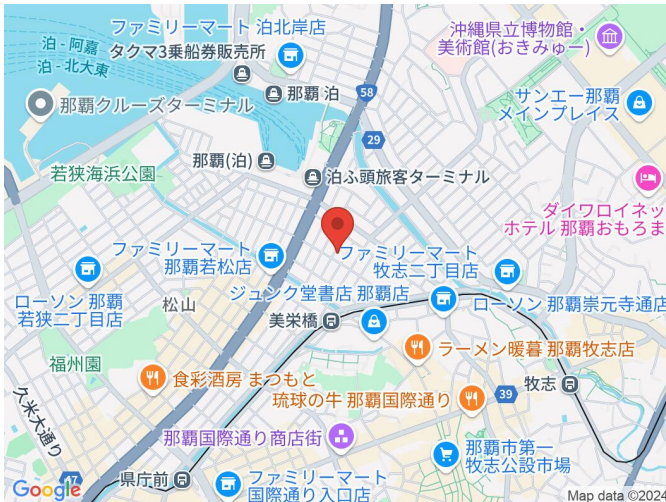 ファミリーマート 泊北岸店
沖縄県立博物館・
美術館(おきみゅー)
泊 - 阿嘉
タクマ3乗船券販売所
泊 - 北大東
那覇 泊
58
サンエー那覇
メインプレイス
那覇クルーズターミナル
29
那覇(泊)
泊ふ頭旅客ターミナル
若狭海浜公園
ダイワロイネッ
ホテル 那覇おもろま
ファミリーマート
那覇若松店
ファミリーマート
牧志二丁目店
ローソン 那覇
若狭二丁目店
松山
ジュンク堂書店 那覇店
ローソン 那覇崇元寺通店
美栄橋
福州園
ラーメン暖暮 那覇牧志店
食彩酒房 まつもと
牧志
琉球の牛 那覇国際通り
39
久米大通り
那覇国際通り商店街
那覇市第一
牧志公設市場
県庁前
47
ファミリーマート
国際通り入口店
Google
Map data ©2024